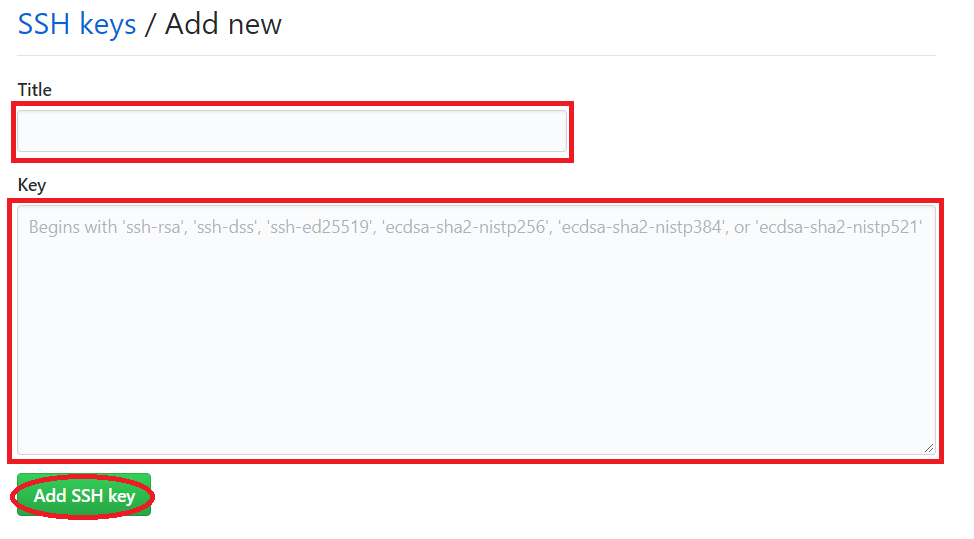 SSH keys / Add new
Title
Key
Begins with 'ssh-rsa', 'ssh-dss', 'ssh-ed25519', 'ecdsa-sha2-nistp256', 'ecdsa-sha2-nistp384', or 'ecdsa-sha2-nistp521'
Add SSH key